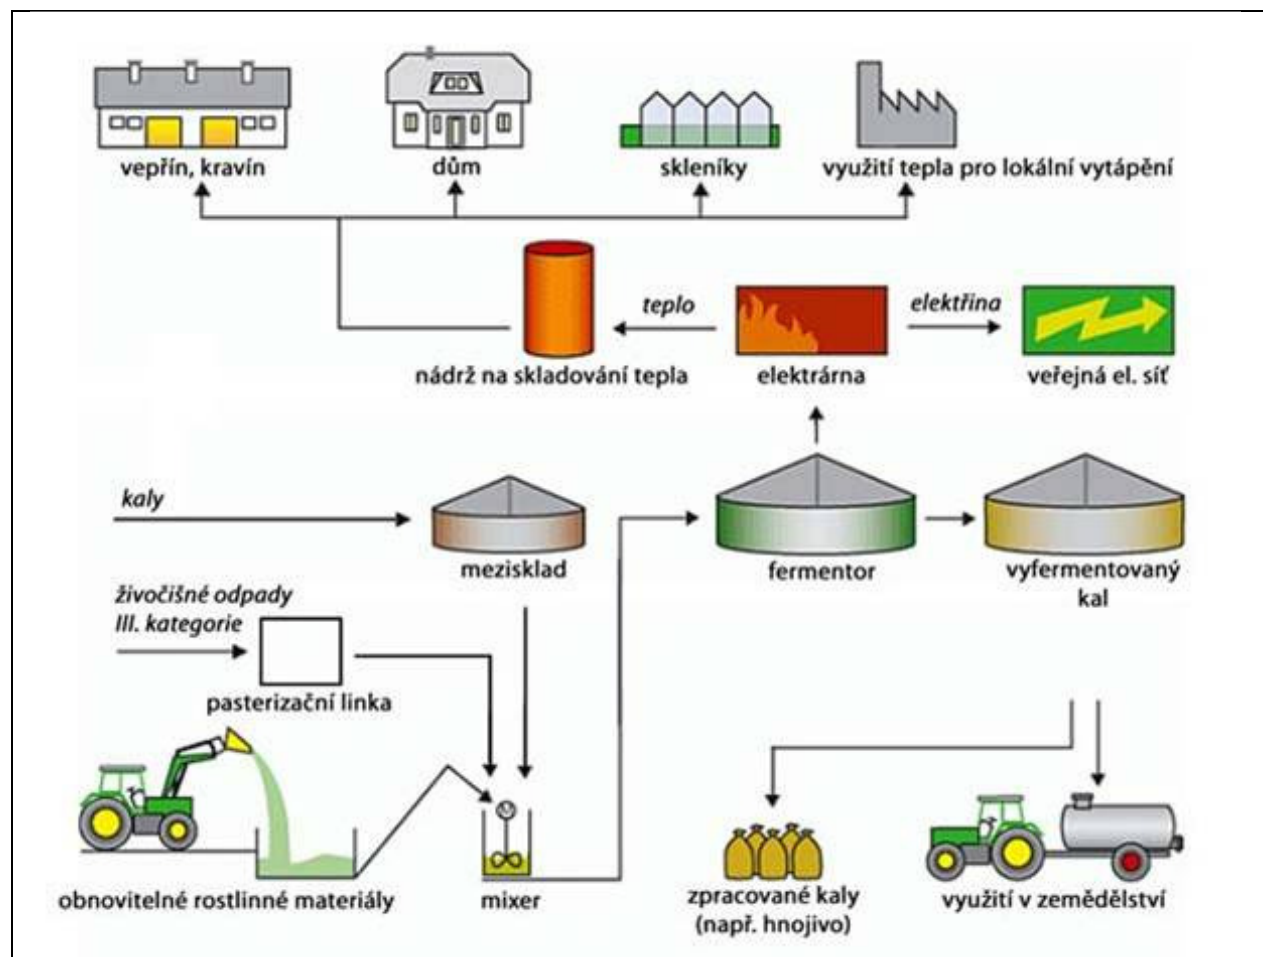 vepřín, kravín
dům
skleníky
využití tepla pro lokální vytápění
teplo
elektřina
nádrž na skladování tepla
elektrárna
veřejná el. síť
kaly
mezisklad
fermentor
vyfermentovaný
kal
živočišné odpady
III. kategorie
pasterizační linka
obnovitelné rostlinné materiály
mixer
zpracované kaly
(např. hnojivo)
využití v zemědělství